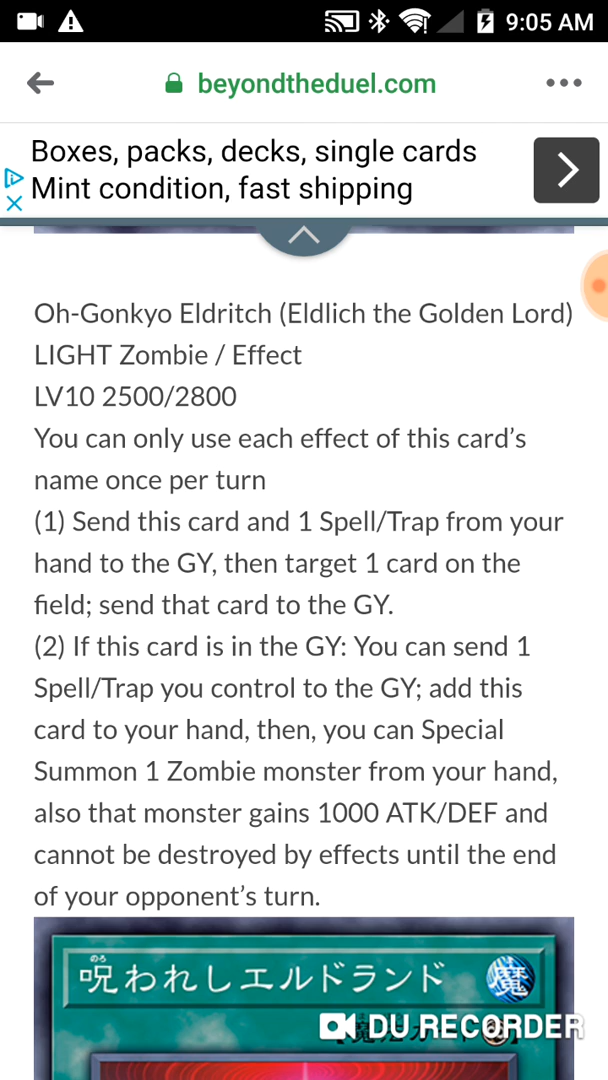 9:05 AM
beyondtheduel.com
Boxes, packs, decks, single cards
Mint condition, fast shipping
Oh-Gonkyo Eldritch (Eldlich the Golden Lord)
LIGHT Zombie / Effect
LV10 2500/2800
You can only use each effect of this card’s
name once per turn
(1) Send this card and 1 Spell/Trap from your
hand to the GY, then target 1 card on the
field; send that card to the GY.
(2) If this card is in the GY: You can send 1
Spell/Trap you control to the GY; add this
card to your hand, then, you can Special
Summon 1 Zombie monster from your hand,
also that monster gains 1000 ATK/DEF and
cannot be destroyed by effects until the end
of your opponent’s turn.
のろ
呪われしエルドランド 魔
DU RECORDER